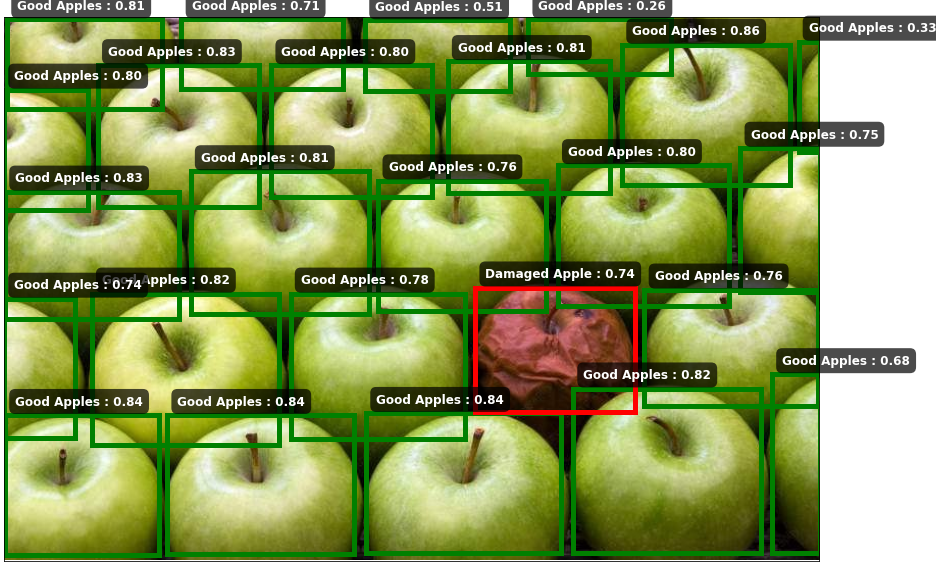 Good Apples : 0.81
Good Apples : 0.71
Good Apples : 0.51
Good Apples : 0.26
Good Apples : 0.33
Good Apples : 0.83
Good Apples : 0.80
Good Apples : 0.81
Good Apples : 0.86
Good Apples : 0.80
Good Apples : 0.75
Good Apples : 0.83
Good Apples : 0.81
Good Apples : 0.76
Good Apples : 0.80
Good Apples : 0.74
Good Apples : 0.82
Good Apples : 0.78
Damaged Apple : 0.74
Good Apples : 0.76
Good Apples : 0.82
Good Apples : 0.68
Good Apples : 0.84
Good Apples : 0.84
Good Apples : 0.84